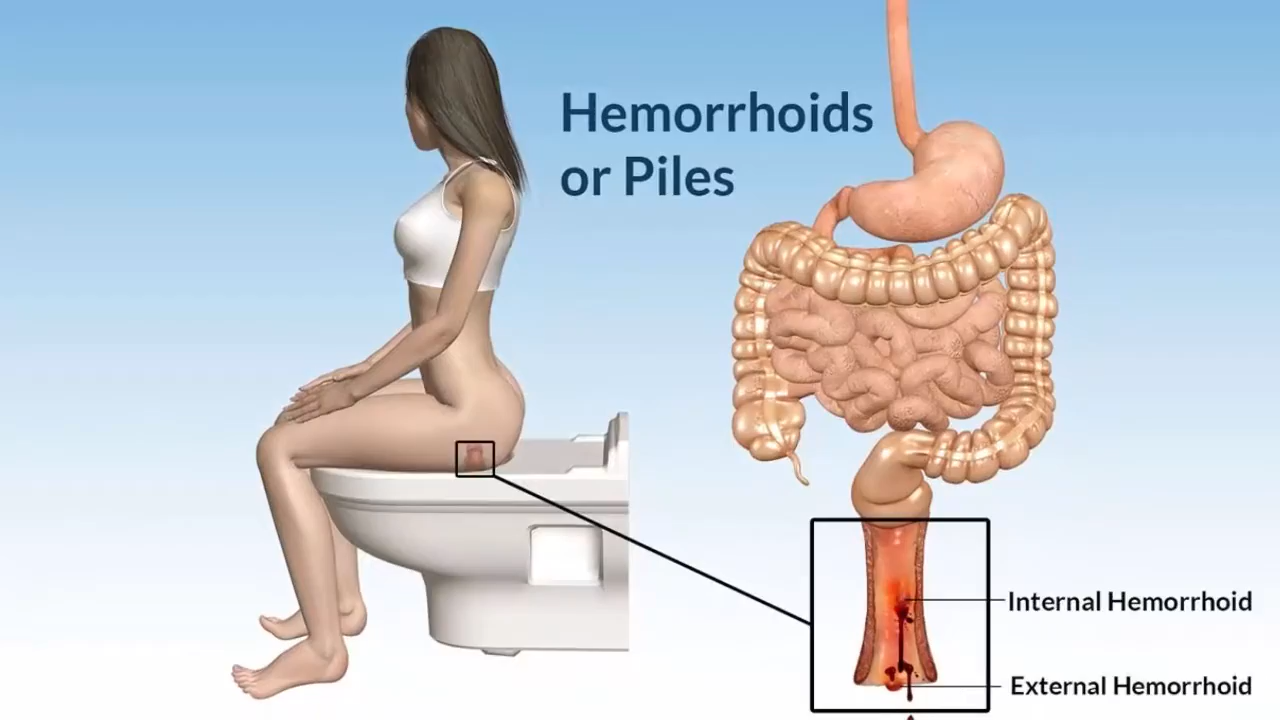 Hemorrhoids
or Piles
Internal Hemorrhoid
External Hemorrhoid